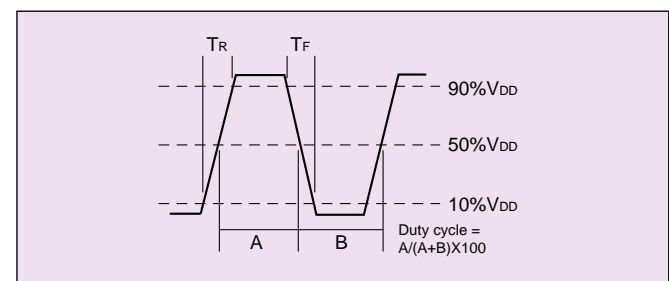 TR TF
90%VDD
50%VDD
10%VDD
A B
Duty cycle =
A/(A+B)X100